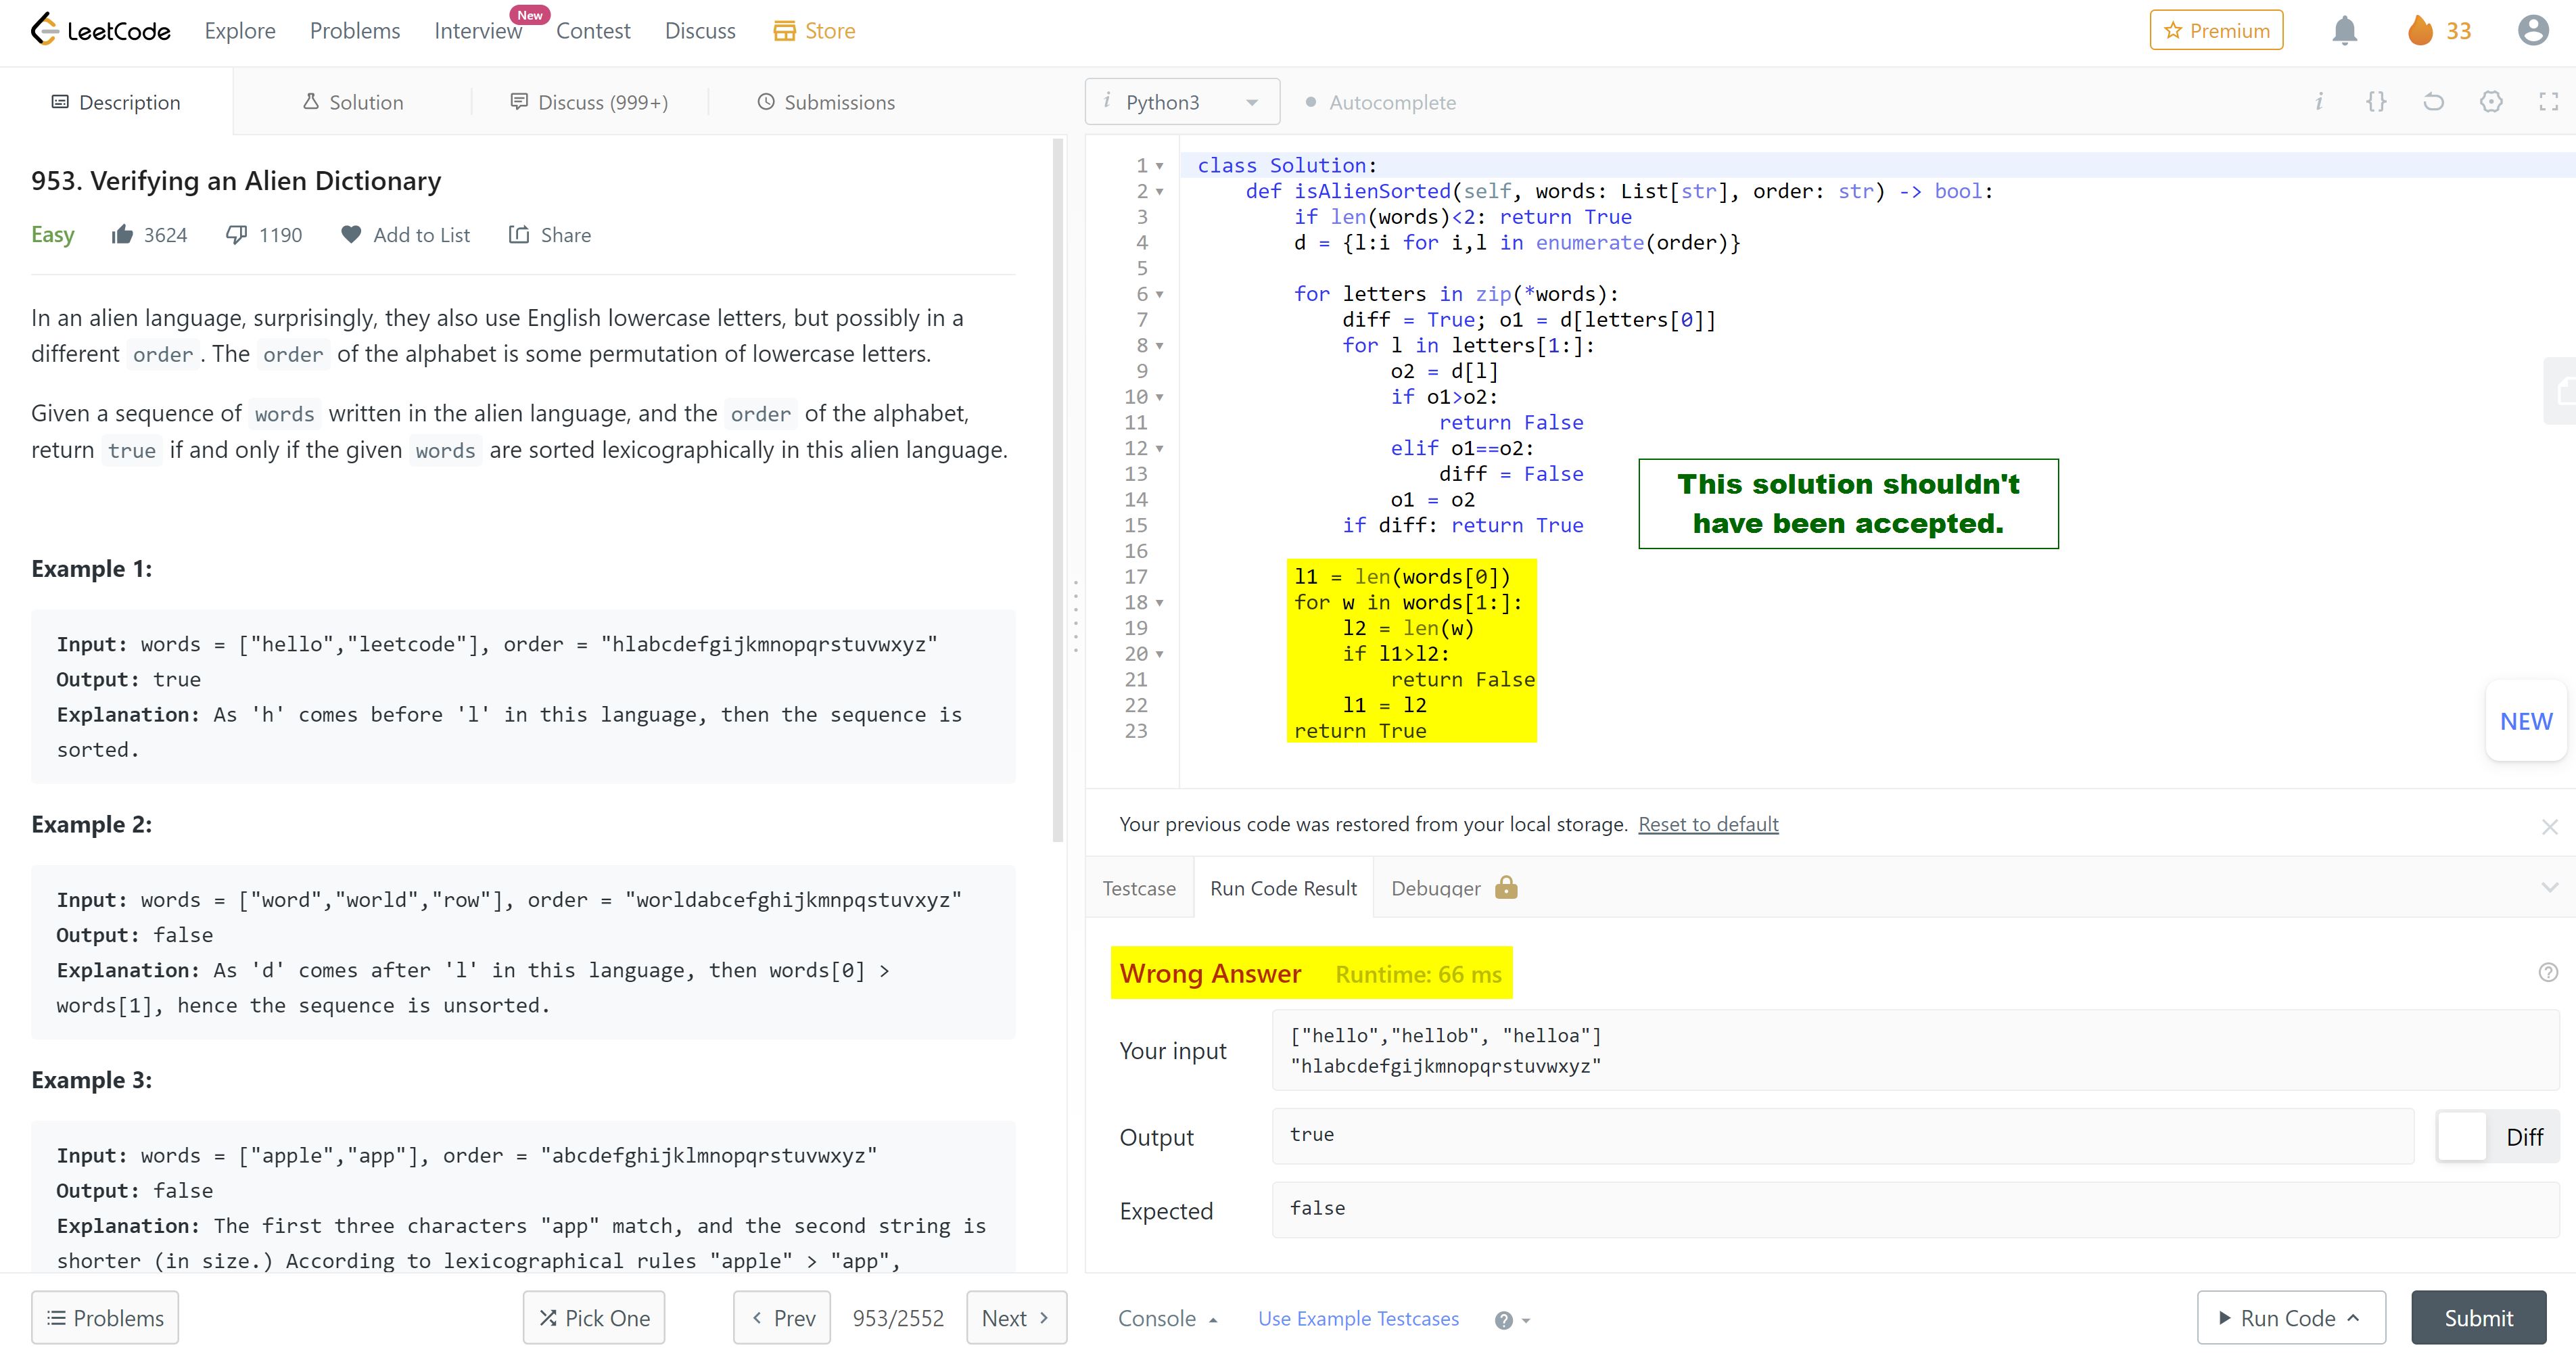 LeetCode Explore Problems Interview New Contest Discuss Store Premium 33
Description Solution Discuss (999+) Submissions
953. Verifying an Alien Dictionary
Easy 3624 1190 Add to List Share
In an alien language, surprisingly, they also use English lowercase letters, but possibly in a
different order . The order of the alphabet is some permutation of lowercase letters.
Given a sequence of words written in the alien language, and the order of the alphabet,
return true if and only if the given words are sorted lexicographically in this alien language.
Example 1:
Input: words = ["hello","leetcode"], order = "hlabcdefgijkmnopqrstuvwxyz"
Output: true
Explanation: As 'h' comes before 'l' in this language, then the sequence is
sorted.
Example 2:
Input: words = ["word","world","row"], order = "worldabcefghijkmnpqstuvxyz"
Output: false
Explanation: As 'd' comes after 'l' in this language, then words[0] >
words[1], hence the sequence is unsorted.
Example 3:
Input: words = ["apple","app"], order = "abcdefghijklmnopqrstuvwxyz"
Output: false
Explanation: The first three characters "app" match, and the second string is
shorter (in size.) According to lexicographical rules "apple" > "app",
Problems Pick One Prev 953/2552 Next
i Python3 Autocomplete i {}
1 class Solution:
2 def isAlienSorted(self, words: List[str], order: str) -> bool:
3 if len(words)<2: return True
4 d = {l:i for i,l in enumerate(order)}
5
6 for letters in zip(*words):
7 diff = True; o1 = d[letters[0]]
8 for l in letters[1:]:
9 o2 = d[l]
10 if o1>o2:
11 return False
12 elif o1==o2:
13 diff = False
14 o1 = o2
15 if diff: return True
16
17 l1 = len(words[0])
18 for w in words[1:]:
19 l2 = len(w)
20 if l1>l2:
21 return False
22 l1 = l2
23 return True
This solution shouldn't
have been accepted.
NEW
Your previous code was restored from your local storage. Reset to default
Testcase Run Code Result Debugger
Wrong Answer Runtime: 66 ms
Your input
["hello","hellob", "helloa"]
"hlabcdefgijkmnopqrstuvwxyz"
Output true Diff
Expected false
Console Use Example Testcases Run Code Submit